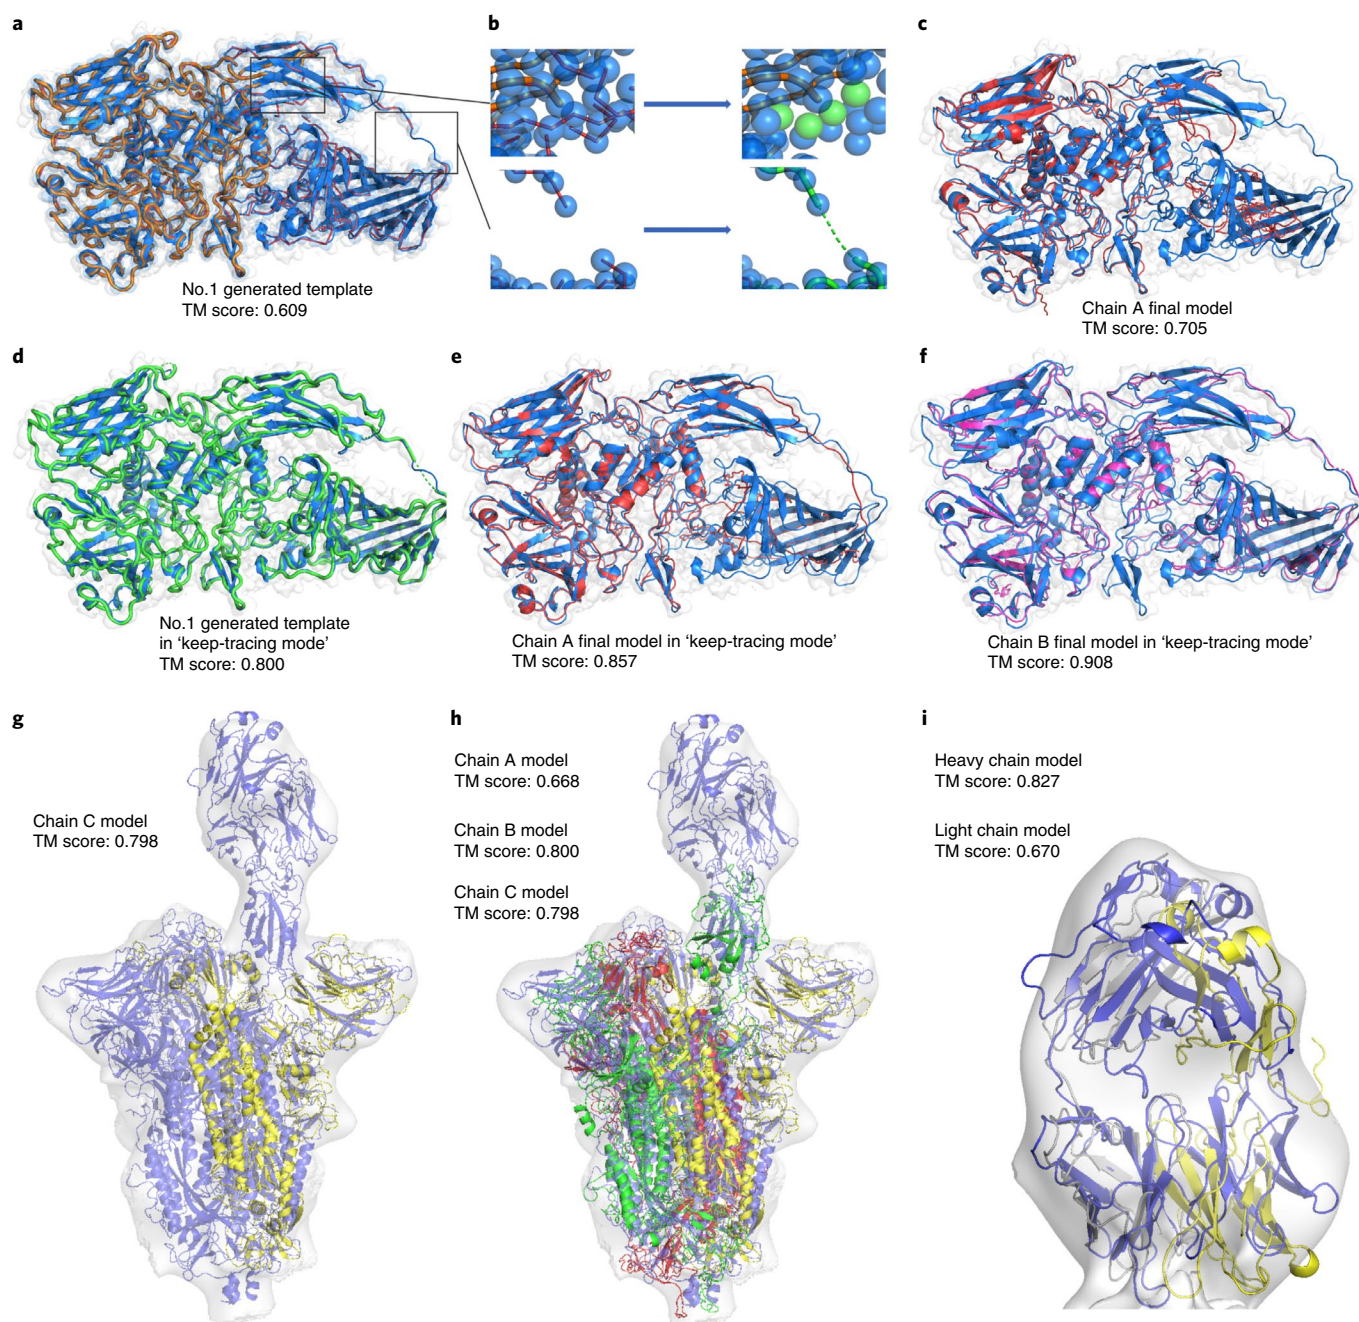 a
b
c
No.1 generated template
TM score: 0.609
Chain A final model
TM score: 0.705
d
e
f
No.1 generated template
in ‘keep-tracing mode’
TM score: 0.800
Chain A final model in ‘keep-tracing mode’
TM score: 0.857
Chain B final model in ‘keep-tracing mode’
TM score: 0.908
g
h
i
Chain C model
TM score: 0.798
Chain A model
TM score: 0.668
Chain B model
TM score: 0.800
Chain C model
TM score: 0.798
Heavy chain model
TM score: 0.827
Light chain model
TM score: 0.670